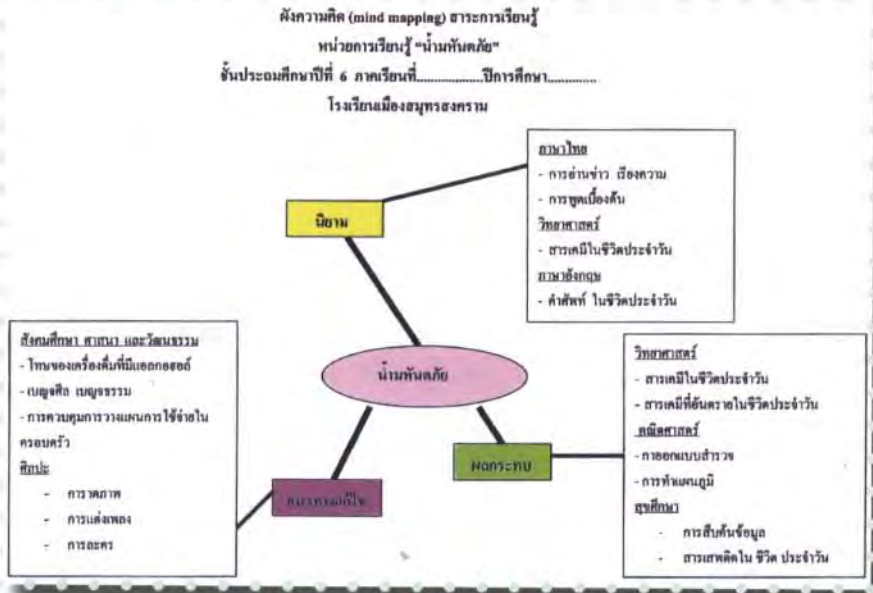 ผังความคิด (mind mapping) สาระการเรียนรู้
หน่วยการเรียนรู้ “น้ำมหันตภัย”
ชั้นประถมศึกษาปีที่ 6 ภาคเรียนที่..................ปีการศึกษา.............
โรงเรียนเมืองสมุทรสงคราม
ภาษาไทย
- การอ่านข่าว เรียงความ
- การพูดเบื้องต้น
วิทยาศาสตร์
- สารเคมีในชีวิตประจำวัน
ภาษาอังกฤษ
- คำศัพท์ ในชีวิตประจำวัน
นิยาม
น้ำมหันตภัย
สังคมศึกษา ศาสนา และวัฒนธรรม
- โทษของเครื่องดื่มที่มีแอลกอฮอล์
- เบญจศีล เบญจธรรม
- การควบคุมการวางแผนการใช้จ่ายใน
ครอบครัว
ศิลปะ
- การาดภาพ
- การแต่งเพลง
- การละคร
แนวทางแก้ไข
ผลกระทบ
วิทยาศาสตร์
- สารเคมีในชีวิตประจำวัน
- สารเคมีที่อันตรายในชีวิตประจำวัน
คณิตศาสตร์
- กาออกแบบสำรวจ
- การทำแผนภูมิ
สุขศึกษา
- การสืบค้นข้อมูล
- สารเสพติดใน ชีวิต ประจำวัน